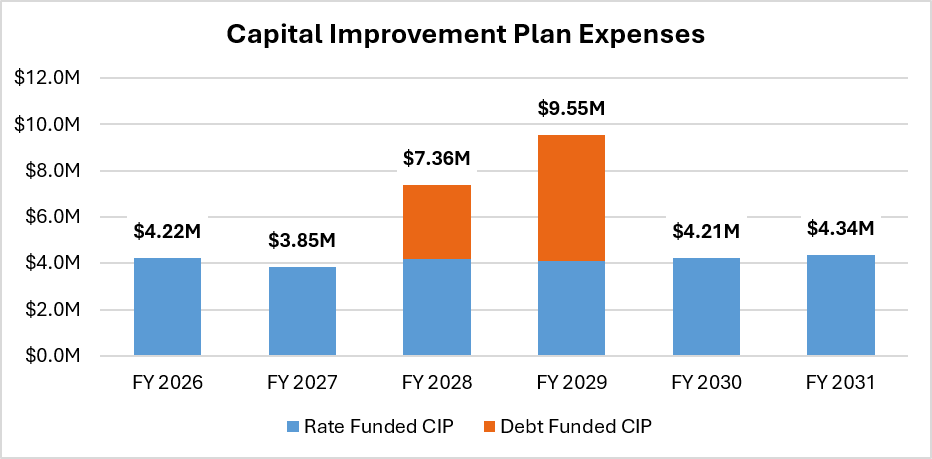 Capital Improvement Plan Expenses
$12.0M
$10.0M
$8.0M
$6.0M
$4.0M
$2.0M
$0.0M
$4.22M
$3.85M
$7.36M
$9.55M
$4.21M
$4.34M
FY 2026
FY 2027
FY 2028
FY 2029
FY 2030
FY 2031
Rate Funded CIP
Debt Funded CIP